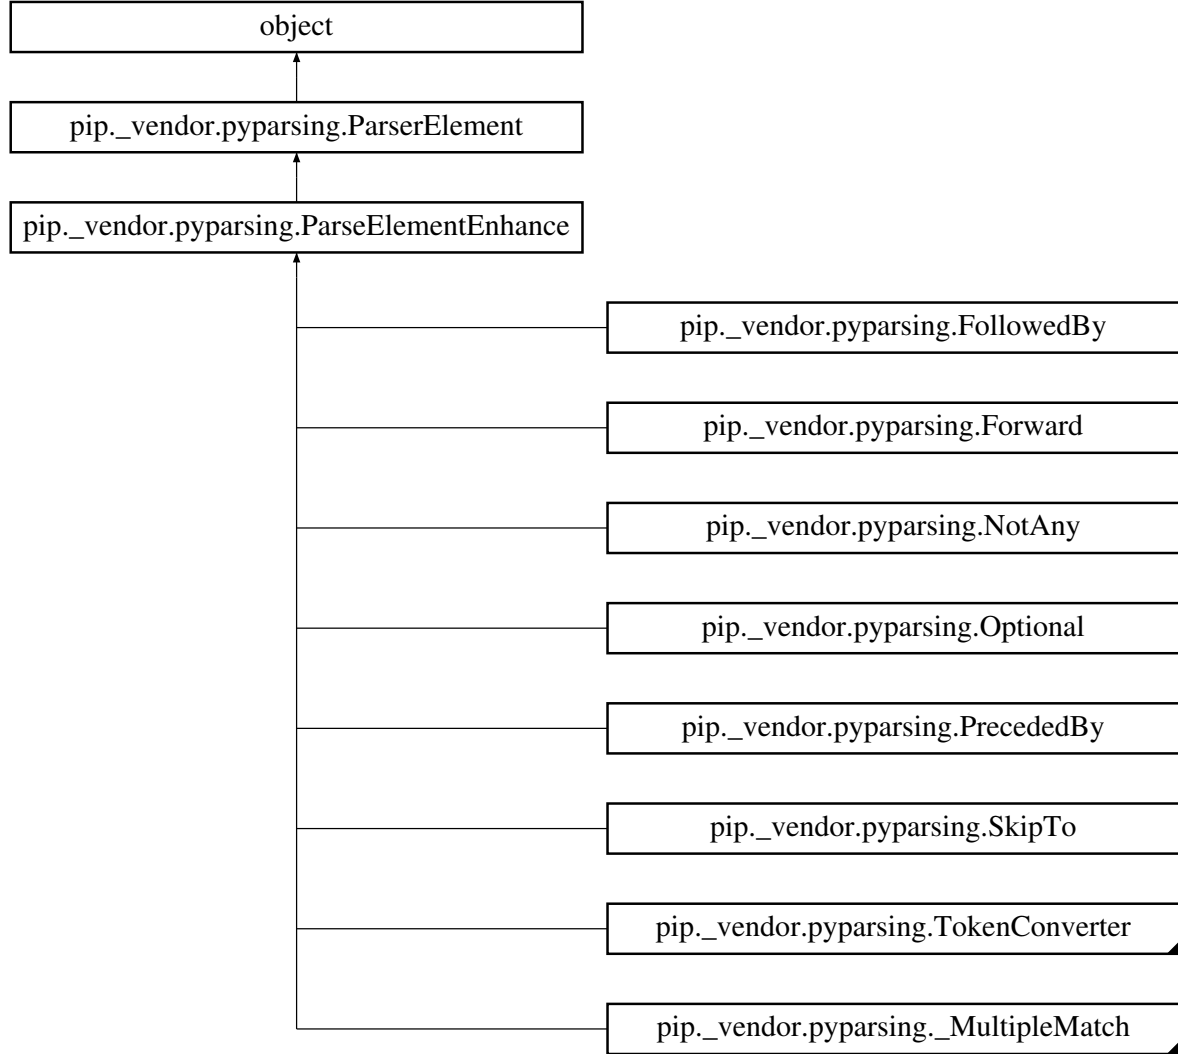 object
pip._vendor.pyparsing.ParserElement
pip._vendor.pyparsing.ParseElementEnhance
pip._vendor.pyparsing.FollowedBy
pip._vendor.pyparsing.Forward
pip._vendor.pyparsing.NotAny
pip._vendor.pyparsing.Optional
pip._vendor.pyparsing.PrecededBy
pip._vendor.pyparsing.SkipTo
pip._vendor.pyparsing.TokenConverter
pip._vendor.pyparsing._MultipleMatch